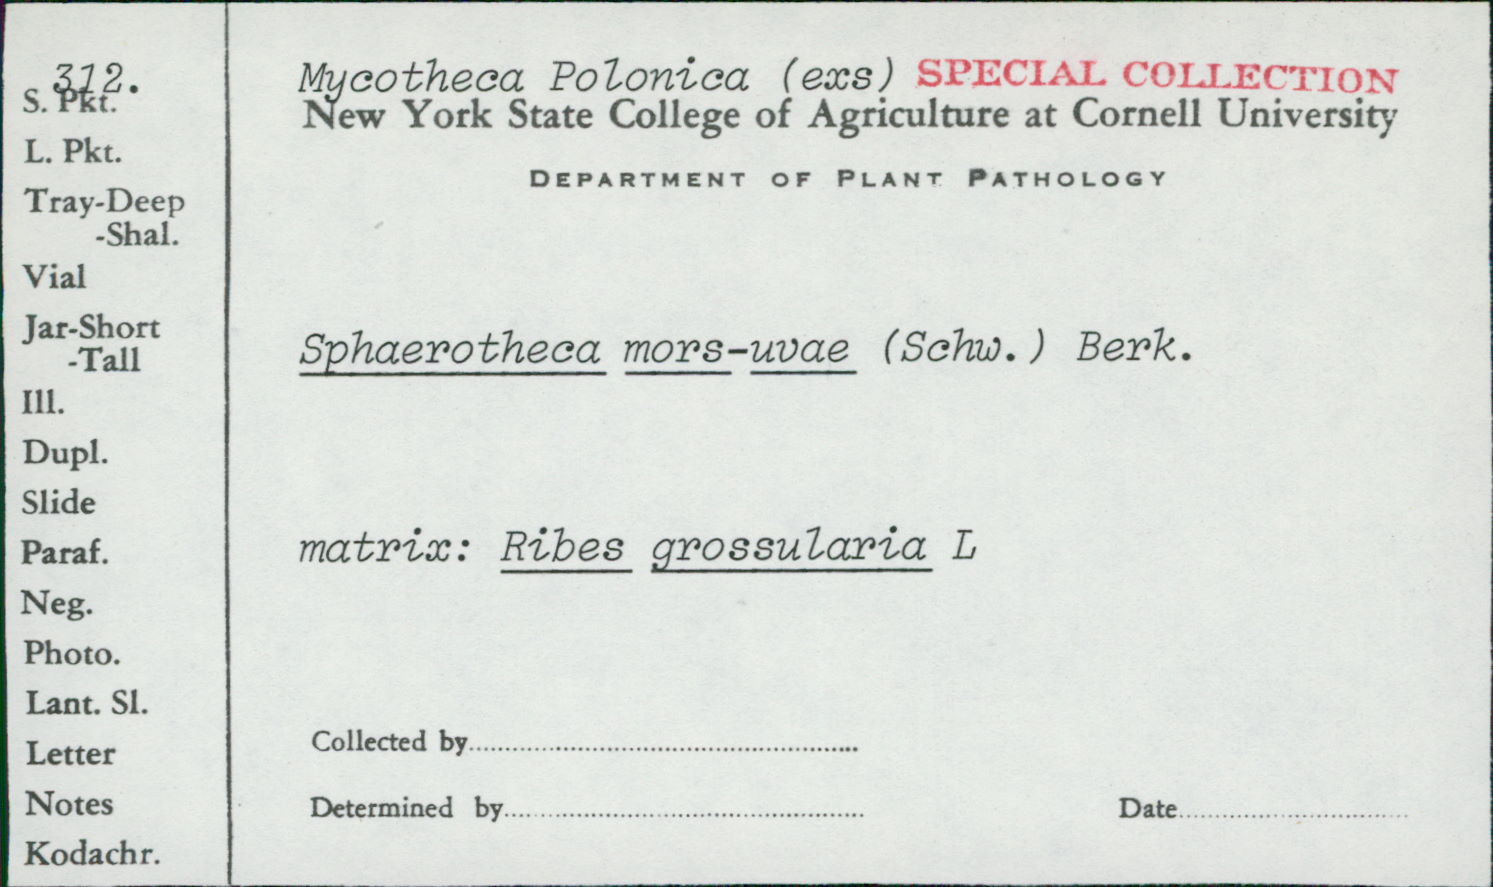 312.
S. Pkt.
L. Pkt.
Tray-Deep
-Shal.
Vial
Jar-Short
-Tall
Ill.
Dupl.
Slide
Paraf.
Neg.
Photo.
Lant. Sl.
Letter
Notes
Kodachr.
Mycotheca Polonica (exs) SPECIAL COLLECTION
New York State College of Agriculture at Cornell University
DEPARTMENT OF PLANT PATHOLOGY
Sphaerotheca mors-uvae (Schw.) Berk.
matrix: Ribes grossularia L
Collected by
Determined by Date